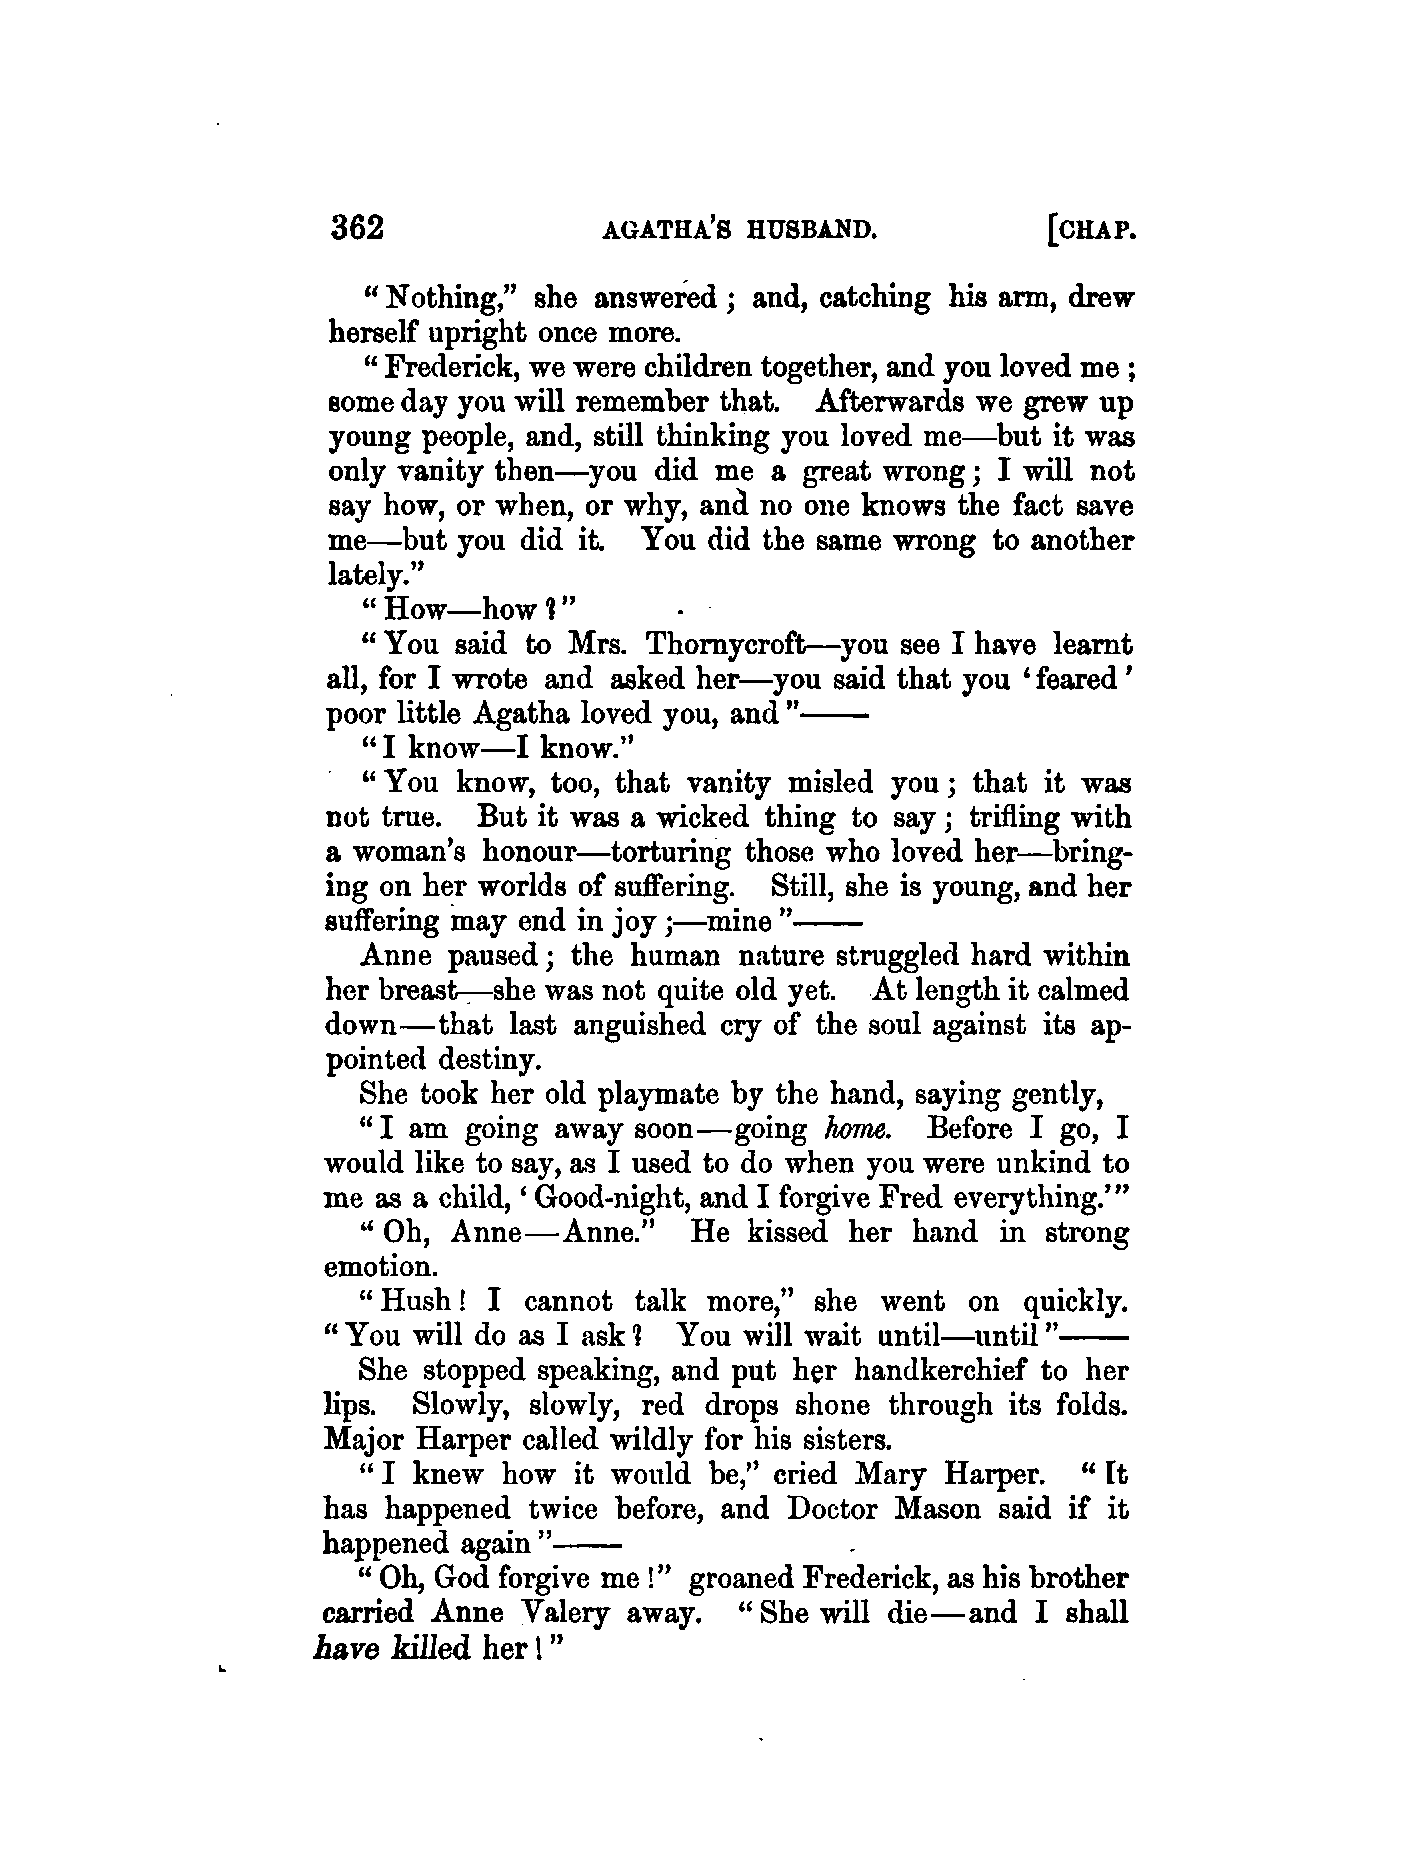 362 AGATHA'S HUSBAND. [CHAP.
"Nothing," she answered; and, catching his arm, drew
herself upright once more.
"Frederick, we were children together, and you loved me;
some day you will remember that. Afterwards we grew up
young people, and, still thinking you loved me—but it was
only vanity then—you did me a great wrong; I will not
say how, or when, or why, and no one knows the fact save
me—but you did it. You did the same wrong to another
lately."
"How—how?"
"You said to Mrs. Thornycroft—you see I have learnt
all, for I wrote and asked her—you said that you 'feared'
poor little Agatha loved you, and"——
"I know—I know."
"You know, too, that vanity misled you; that it was
not true. But it was a wicked thing to say; trifling with
a woman's honour—torturing those who loved her—bring-
ing on her worlds of suffering. Still, she is young, and her
suffering may end in joy;—mine"——
Anne paused; the human nature struggled hard within
her breast—she was not quite old yet. At length it calmed
down—that last anguished cry of the soul against its ap-
pointed destiny.
She took her old playmate by the hand, saying gently,
"I am going away soon—going home. Before I go, I
would like to say, as I used to do when you were unkind to
me as a child, 'Good-night, and I forgive Fred everything.'"
"Oh, Anne—Anne." He kissed her hand in strong
emotion.
"Hush! I cannot talk more," she went on quickly.
"You will do as I ask? You will wait until—until"——
She stopped speaking, and put her handkerchief to her
lips. Slowly, slowly, red drops shone through its folds.
Major Harper called wildly for his sisters.
"I knew how it would be," cried Mary Harper. "It
has happened twice before, and Doctor Mason said if it
happened again"——
"Oh, God forgive me!" groaned Frederick, as his brother
carried Anne Valery away. "She will die—and I shall
have killed her!"